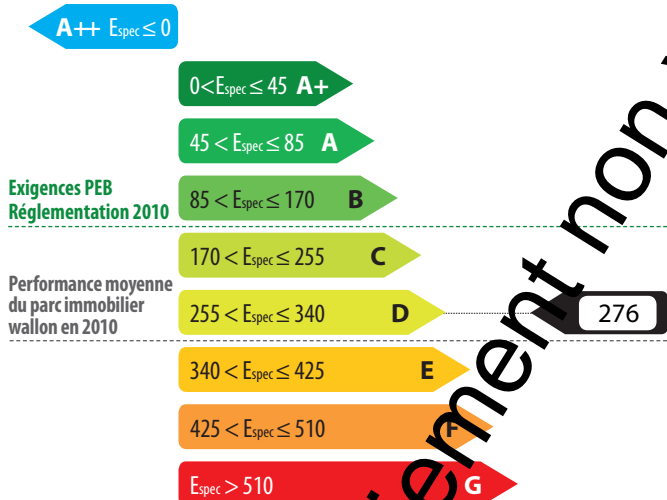 A++ Espec ≤ 0
0 < Espec ≤ 45 A+
45 < Espec ≤ 85 A
Exigences PEB
Réglementation 2010
85 < Espec ≤ 170 B
170 < Espec ≤ 255 C
Performance moyenne
du parc immobilier
wallon en 2010
255 < Espec ≤ 340 D
276
340 < Espec ≤ 425 E
425 < Espec ≤ 510 F
Espec > 510 G
ement non